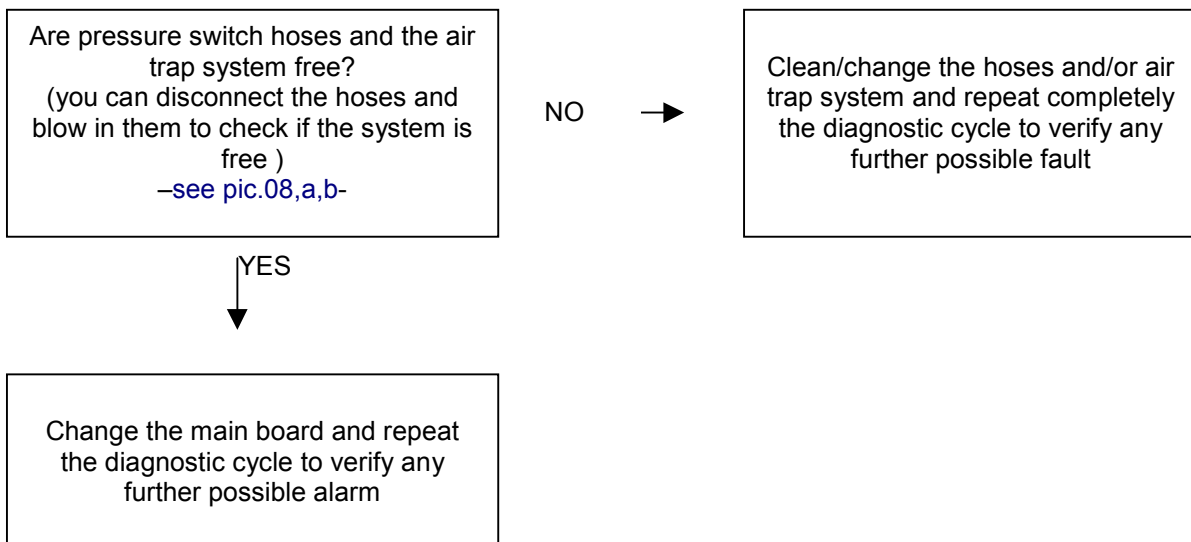 Are pressure switch hoses and the air
trap system free?
(you can disconnect the hoses and
blow in them to check if the system is
free )
–see pic.08,a,b-
NO
Clean/change the hoses and/or air
trap system and repeat completely
the diagnostic cycle to verify any
further possible fault
YES
Change the main board and repeat
the diagnostic cycle to verify any
further possible alarm